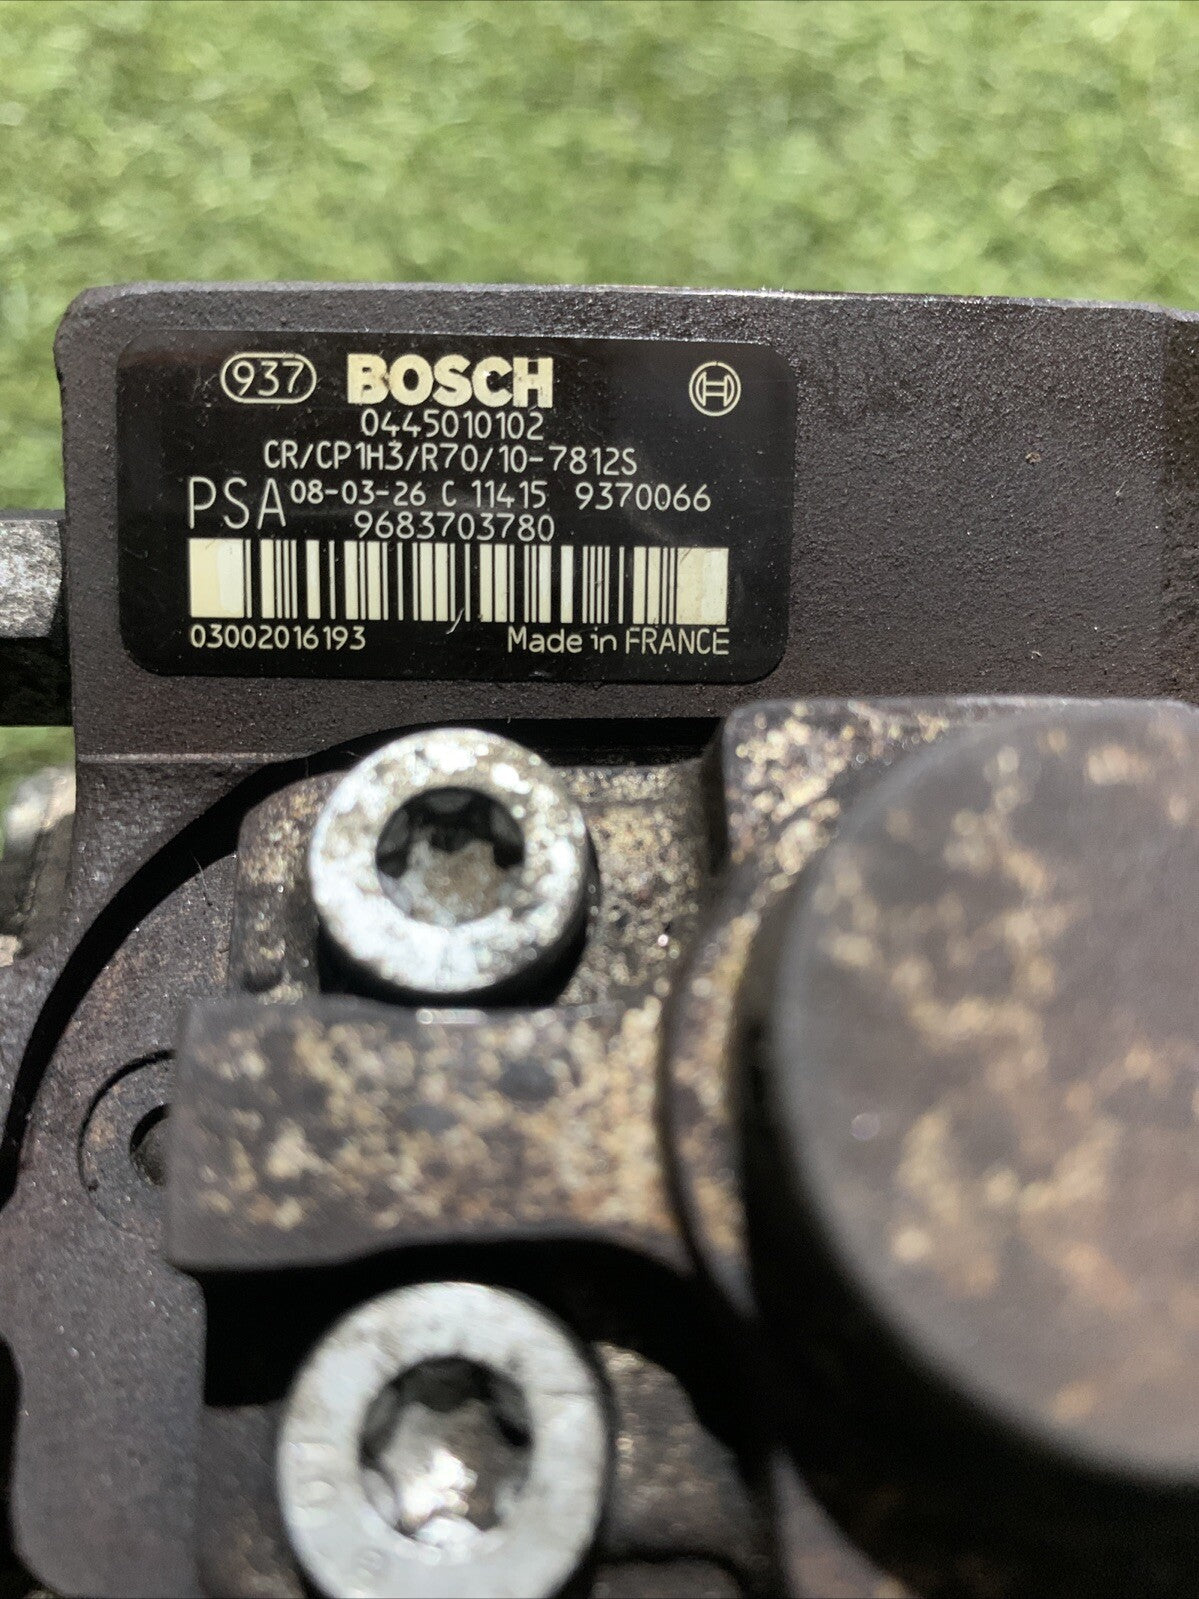 937 BOSCH
0445010102
CR/CP1H3/R70/10-7812S
PSA 08-03-26 C 11415 9370066
9683703780
03002016193 Made in FRANCE